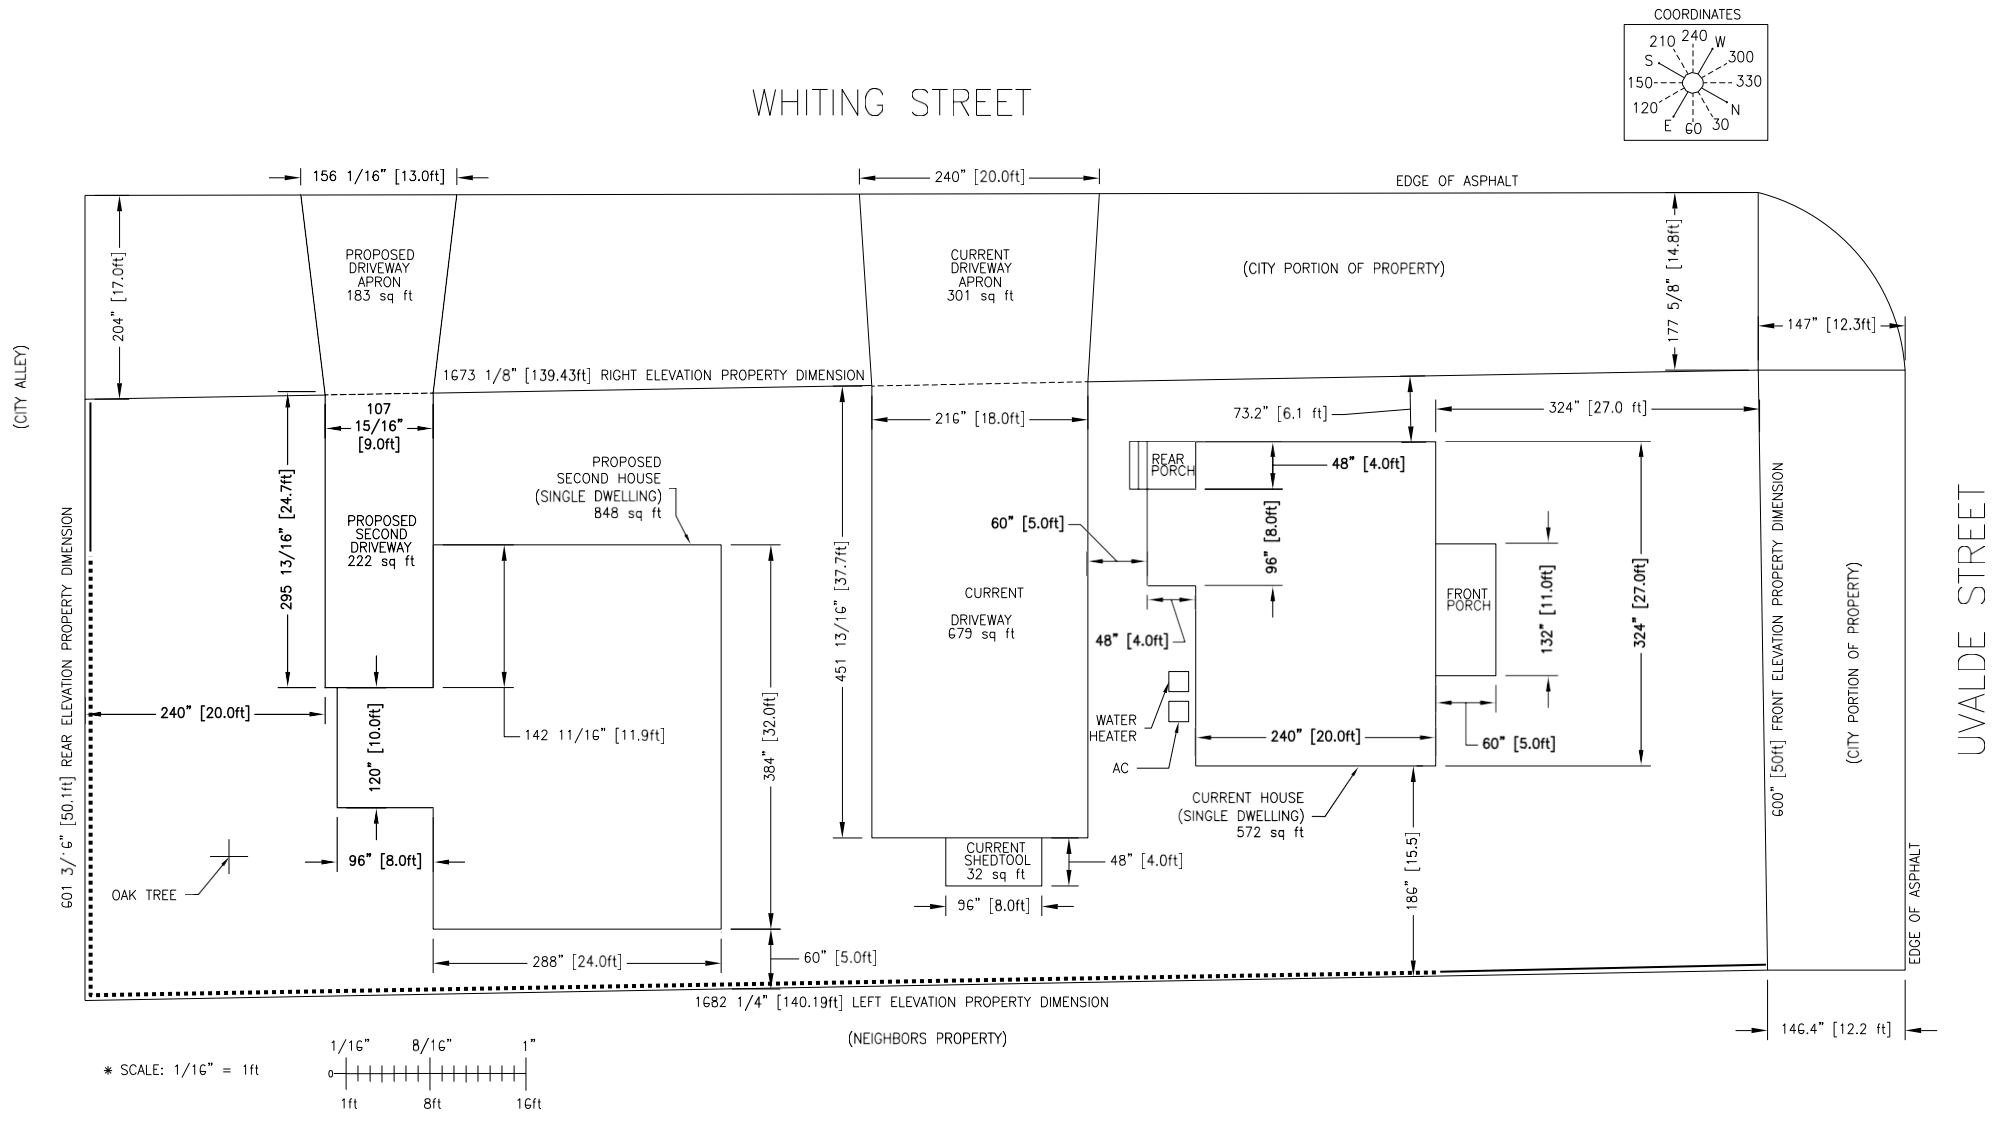 COORDINATES
210 240 W
S 300
150 330
120 N
E 60 30
WHITING STREET
156 1/16" [13.0ft]
240" [20.0ft]
EDGE OF ASPHALT
204" [17.0ft]
PROPOSED
DRIVEWAY
APRON
183 sq ft
CURRENT
DRIVEWAY
APRON
301 sq ft
(CITY PORTION OF PROPERTY)
177 5/8" [14.8ft]
147" [12.3ft]
(CITY ALLEY)
1673 1/8" [139.43ft] RIGHT ELEVATION PROPERTY DIMENSION
107
15/16"
[9.0ft]
216" [18.0ft]
73.2" [6.1 ft]
324" [27.0 ft]
295 13/16" [24.7ft]
PROPOSED
SECOND HOUSE
(SINGLE DWELLING)
848 sq ft
REAR
PORCH
48" [4.0ft]
PROPOSED
SECOND
DRIVEWAY
222 sq ft
60" [5.0ft]
96" [8.0ft]
451 13/16" [37.7ft]
CURRENT
DRIVEWAY
679 sq ft
FRONT
PORCH
132" [11.0ft]
324" [27.0ft]
48" [4.0ft]
601 3/16" [50.1ft] REAR ELEVATION PROPERTY DIMENSION
600" [50ft] FRONT ELEVATION PROPERTY DIMENSION
(CITY PORTION OF PROPERTY)
UVALDE STREET
240" [20.0ft]
120" [10.0ft]
142 11/16" [11.9ft]
384" [32.0ft]
WATER
HEATER
AC
240" [20.0ft]
60" [5.0ft]
CURRENT HOUSE
(SINGLE DWELLING)
572 sq ft
96" [8.0ft]
OAK TREE
CURRENT
SHEDTOOL
32 sq ft
48" [4.0ft]
96" [8.0ft]
186" [15.5]
EDGE OF ASPHALT
288" [24.0ft]
60" [5.0ft]
1682 1/4" [140.19ft] LEFT ELEVATION PROPERTY DIMENSION
146.4" [12.2 ft]
(NEIGHBORS PROPERTY)
* SCALE: 1/16" = 1ft
1/16" 8/16" 1"
0
1ft 8ft 16ft